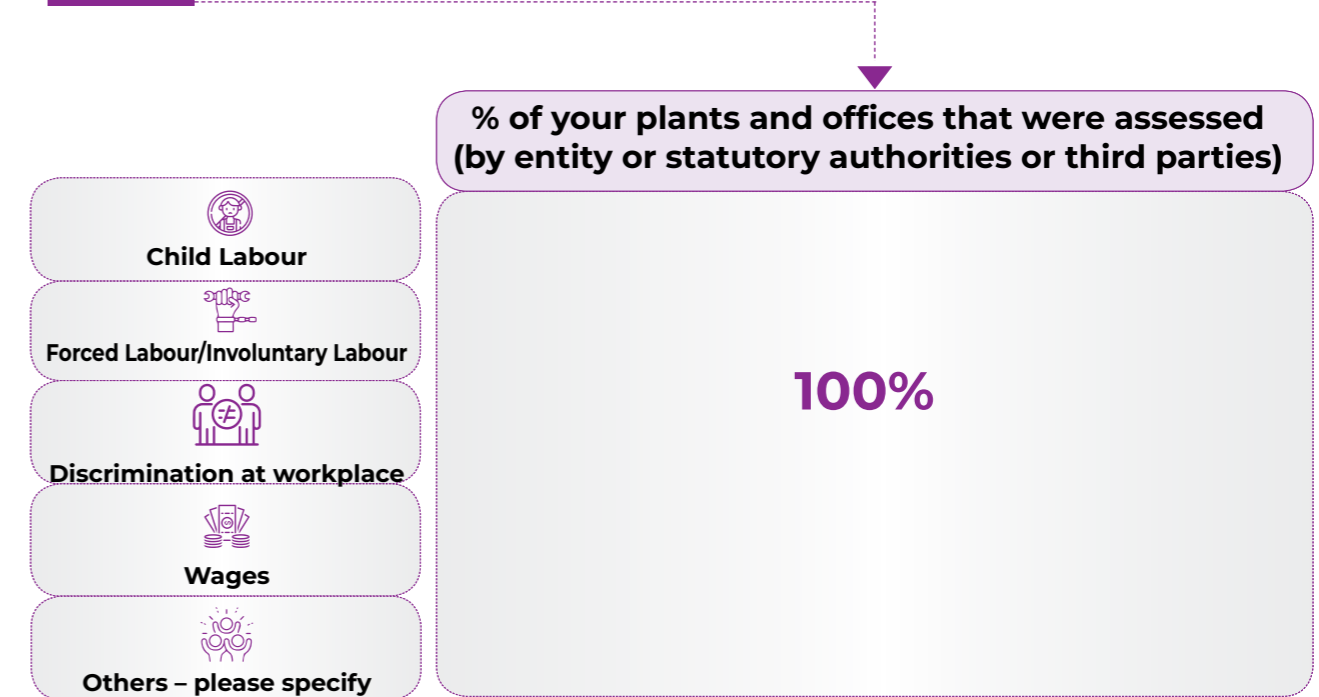 % of your plants and offices that were assessed
(by entity or statutory authorities or third parties)
Child Labour
Forced Labour/Involuntary Labour
Discrimination at workplace
Wages
Others – please specify
100%